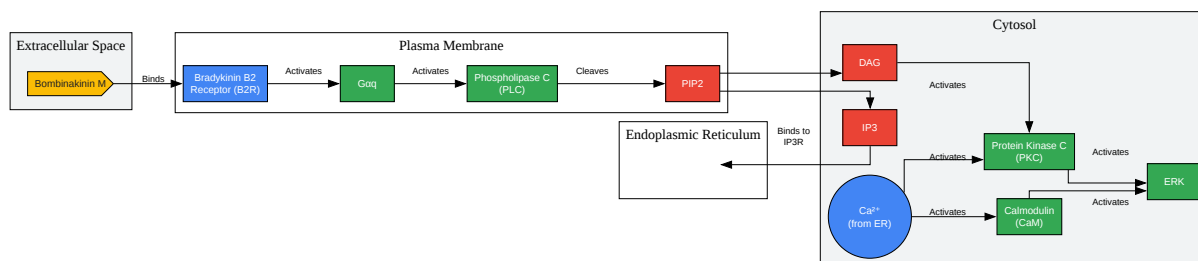 Extracellular Space
Bombinakinin M
Binds
Plasma Membrane
Bradykinin B2
Receptor (B2R)
Activates
Gαq
Activates
Phospholipase C
(PLC)
Cleaves
PIP2
Endoplasmic Reticulum
Binds to
IP3R
Cytosol
DAG
Activates
IP3
Activates
Protein Kinase C
(PKC)
Activates
ERK
Ca²⁺
(from ER)
Activates
Calmodulin
(CaM)
Activates